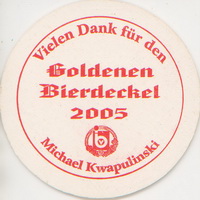 Vielen Dank für den
Goldenen
Bierdeckel
2005
Michael Kwapulinski